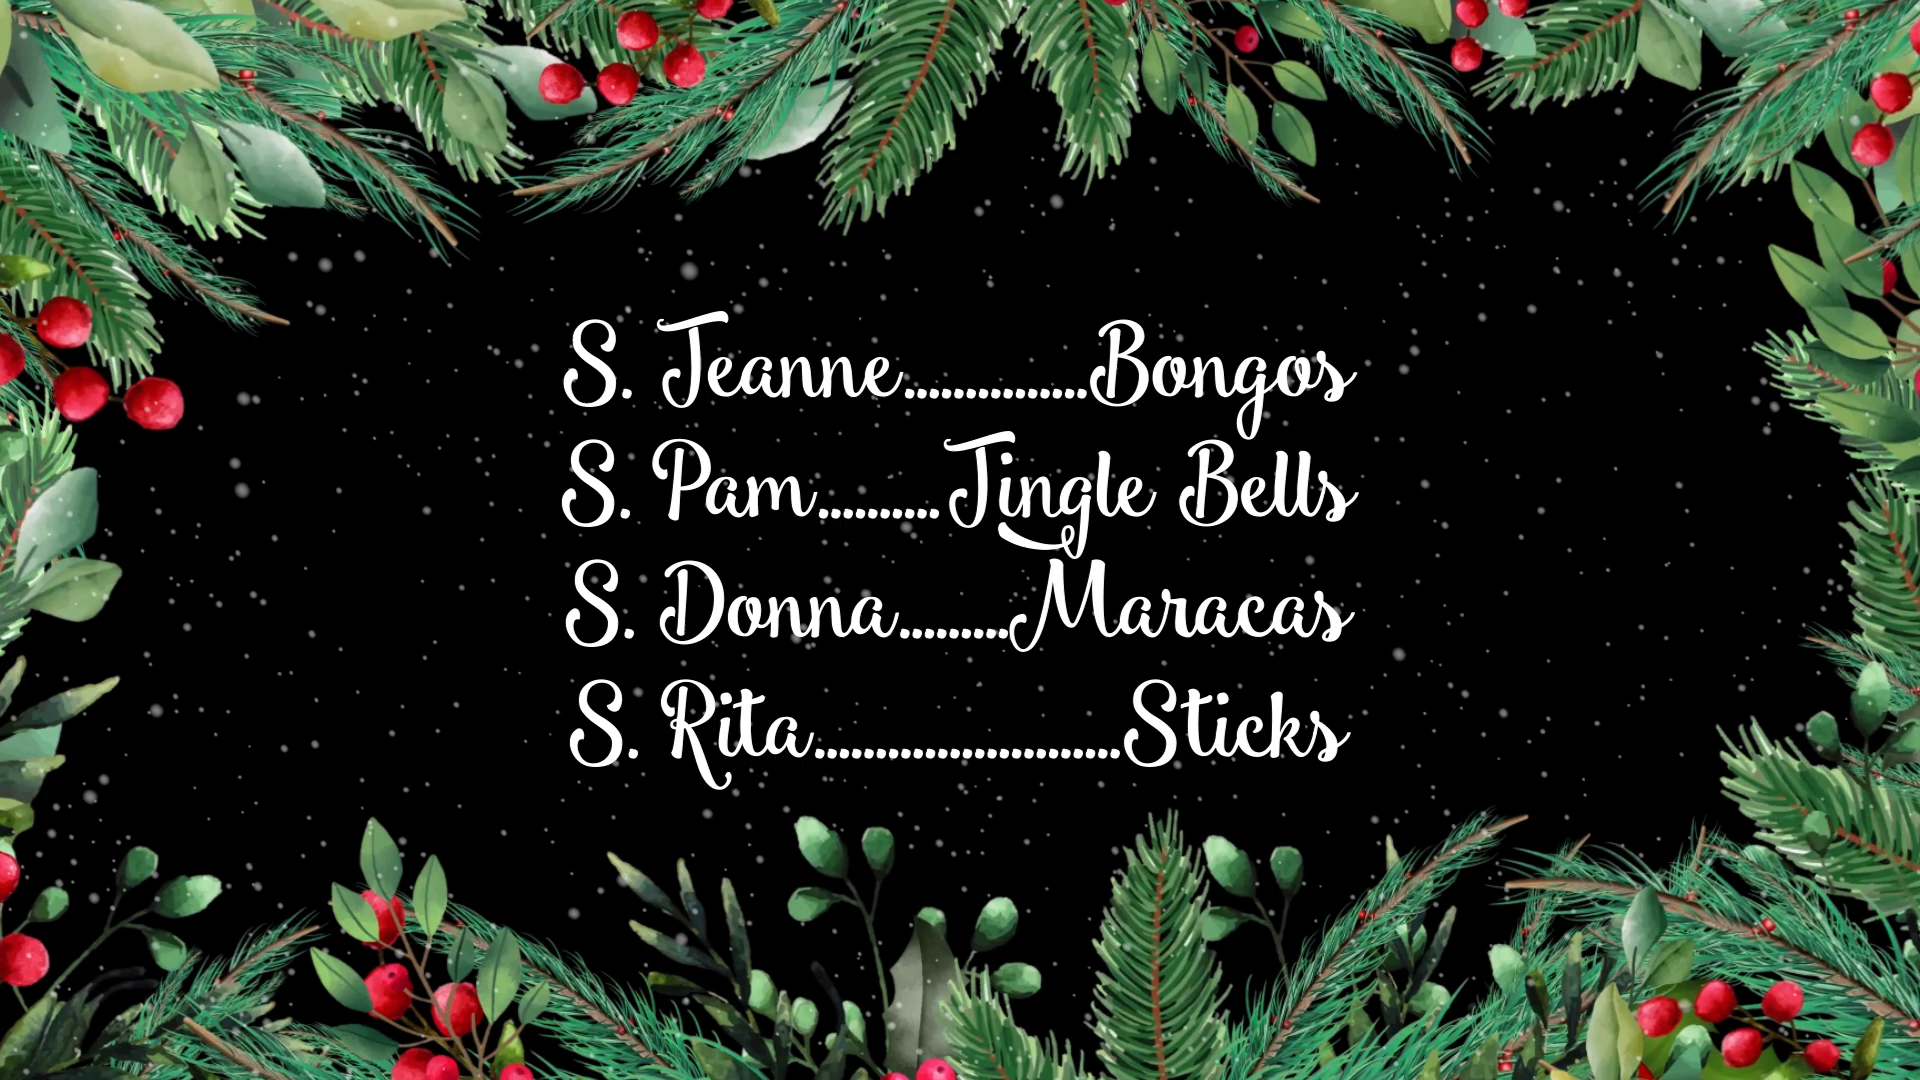 S. Jeanne...............Bongos
S. Pam..........Jingle Bells
S. Donna.........Maracas
S. Rita.........................Sticks